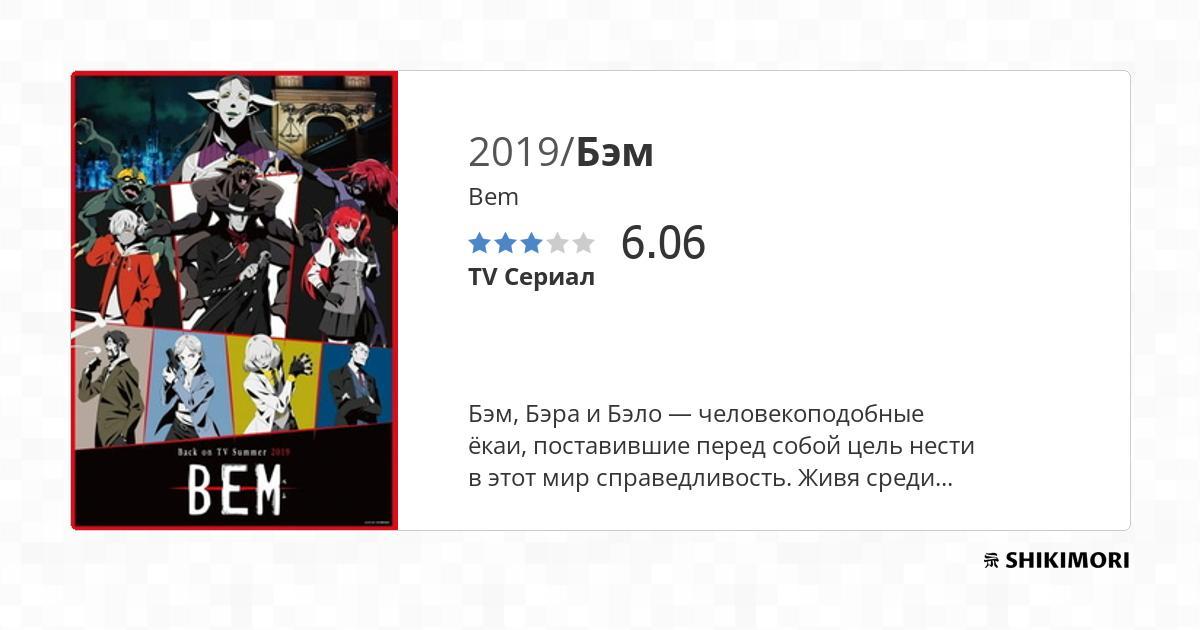 2019/Бэм
Bem
6.06
TV Сериал
Бэм, Бэра и Бэло — человекоподобные
ёкаи, поставившие перед собой цель нести
в этот мир справедливость. Живя среди...
Back on TV Summer 2019
BEM
SHIKIMORI